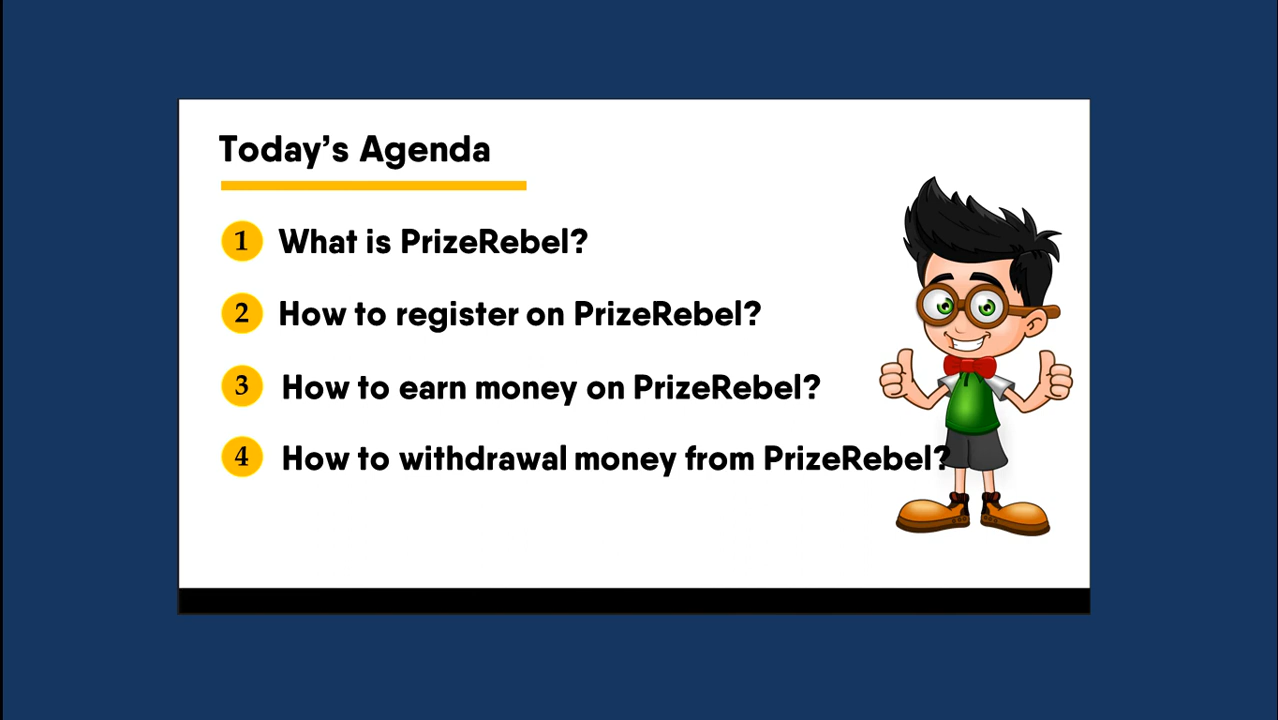 Today's Agenda
1 What is PrizeRebel?
2 How to register on PrizeRebel?
3 How to earn money on PrizeRebel?
4 How to withdrawal money from PrizeRebel?